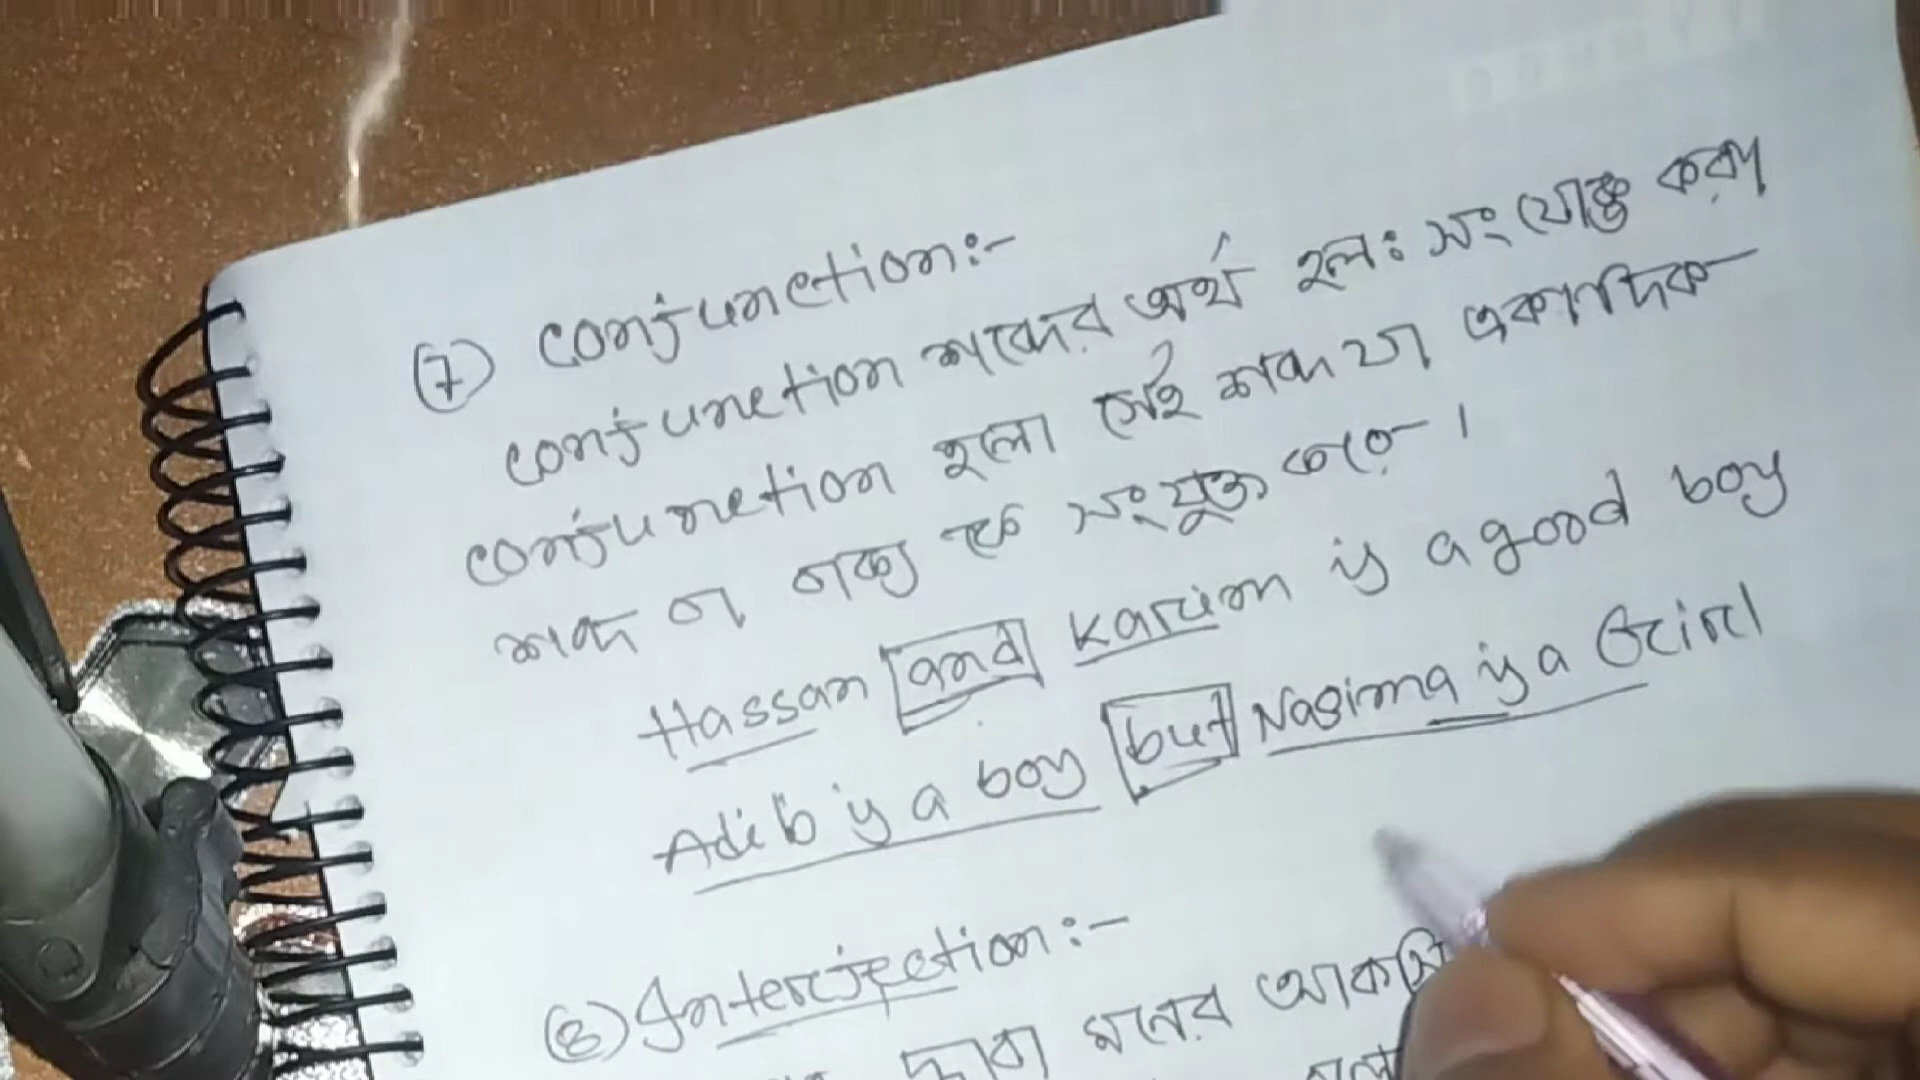 (7) Conjunction:-
Conjunction শব্দের অর্থ হল: সংযোক্ত করা
Conjunction হলো সেই শব্দ যা একাদিক
শব্দ বা বাক্য কে সংযুক্ত করে।
Hassan and Karim is a good boy
Adib is a boy but Nasima is a Girl
(8) Interjection:-
দ্বারা মনের